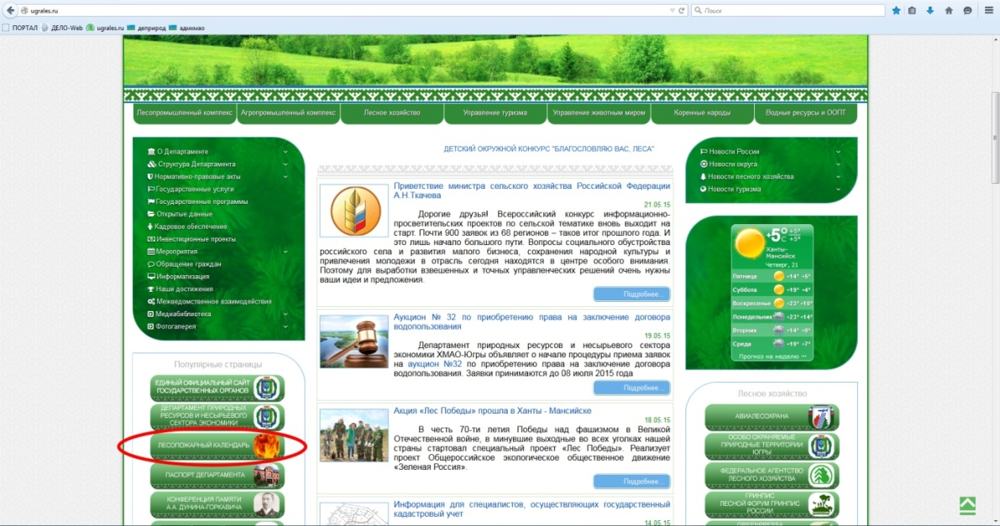 ugrales.ru
Поиск
ПОРТАЛ ДЕЛО-Web ugrales.ru деприрод адмхмао
Лесопромышленный комплекс Агропромышленный комплекс Лесное хозяйство Управление туризма Управление животным миром Коренные народы Водные ресурсы и ООПТ
О Департаменте
Структура Департамента
Нормативно-правовые акты
Государственные услуги
Государственные программы
Открытые данные
Кадровое обеспечение
Инвестиционные проекты
Мероприятия
Обращение граждан
Информатизация
Наши достижения
Межведомственное взаимодействие
Медиабиблиотека
Фотогалерея
Популярные страницы
ЕДИНЫЙ ОФИЦИАЛЬНЫЙ САЙТ
ГОСУДАРСТВЕННЫХ ОРГАНОВ
ДЕПАРТАМЕНТ ПРИРОДНЫХ
РЕСУРСОВ И НЕСЫРЬЕВОГО
СЕКТОРА ЭКОНОМИКИ
ЛЕСОПОЖАРНЫЙ КАЛЕНДАРЬ
ПАСПОРТ ДЕПАРТАМЕНТА
КОНФЕРЕНЦИЯ ПАМЯТИ
А.А. ДУНИНА-ГОРКАВИЧА
ДЕТСКИЙ ОКРУЖНОЙ КОНКУРС "БЛАГОСЛОВЛЯЮ ВАС, ЛЕСА"
Приветствие министра сельского хозяйства Российской Федерации
А.Н.Ткачева
21.05.15
Дорогие друзья! Всероссийский конкурс информационно-
просветительских проектов по сельской тематике вновь выходит на
старт. Почти 900 заявок из 68 регионов – таков итог прошлого года. И
это лишь начало большого пути. Вопросы социального обустройства
российского села и развития малого бизнеса, сохранения народной культуры и
привлечения молодежи в отрасль сегодня находятся в центре особого внимания.
Поэтому для выработки взвешенных и точных управленческих решений очень нужны
ваши идеи и предложения.
Подробнее...
Аукцион № 32 по приобретению права на заключение договора
водопользования
19.05.15
Департамент природных ресурсов и несырьевого сектора
экономики ХМАО-Югры объявляет о начале процедуры приема заявок
на аукцион №32 по приобретению права на заключение договора
водопользования. Заявки принимаются до 08 июля 2015 года
Подробнее...
Акция «Лес Победы» прошла в Ханты - Мансийске
18.05.15
В честь 70-ти летия Победы над фашизмом в Великой
Отечественной войне, в минувшие выходные во всех уголках нашей
страны стартовал специальный проект «Лес Победы». Реализует
проект Общероссийское экологическое общественное движение
«Зеленая Россия».
Подробнее...
Информация для специалистов, осуществляющих государственный
кадастровый учет
14.05.15
Новости России
Новости округа
Новости лесного хозяйства
Новости туризма
+5° C +5° +5°
Ханты-
Мансийск
Четверг, 21
Пятница +14° +5°
Суббота +19° +4°
Воскресенье +23° +10°
Понедельник +23° +14°
Вторник +14° +9°
Среда +19° +7°
Прогноз на неделю
Лесное хозяйство
АВИАЛЕСОХРАНА
ОСОБО ОХРАНЯЕМЫЕ
ПРИРОДНЫЕ ТЕРРИТОРИИ
ЮГРЫ
ФЕДЕРАЛЬНОЕ АГЕНТСТВО
ЛЕСНОГО ХОЗЯЙСТВА
ГРИНПИС
ЛЕСНОЙ ФОРУМ ГРИНПИС
РОССИИ